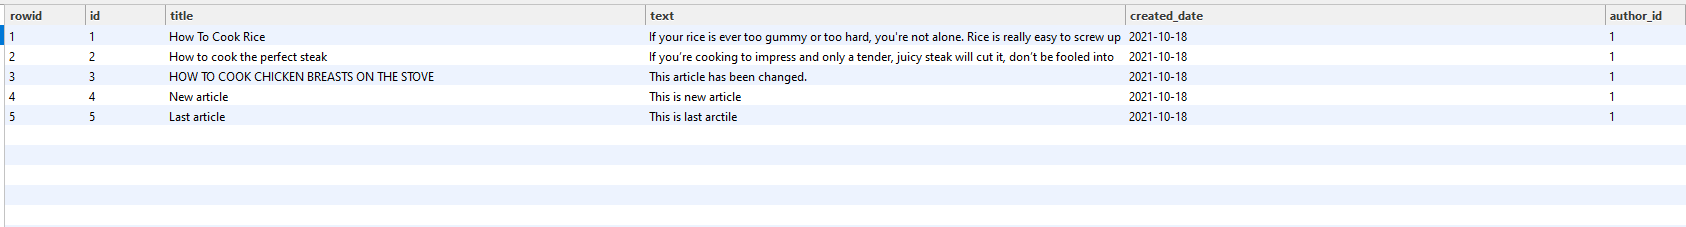 rowid id title text created_date author_id
1 1 How To Cook Rice If your rice is ever too gummy or too hard, you're not alone. Rice is really easy to screw up 2021-10-18 1
2 2 How to cook the perfect steak If you're cooking to impress and only a tender, juicy steak will cut it, don't be fooled into 2021-10-18 1
3 3 HOW TO COOK CHICKEN BREASTS ON THE STOVE This article has been changed. 2021-10-18 1
4 4 New article This is new article 2021-10-18 1
5 5 Last article This is last arctile 2021-10-18 1